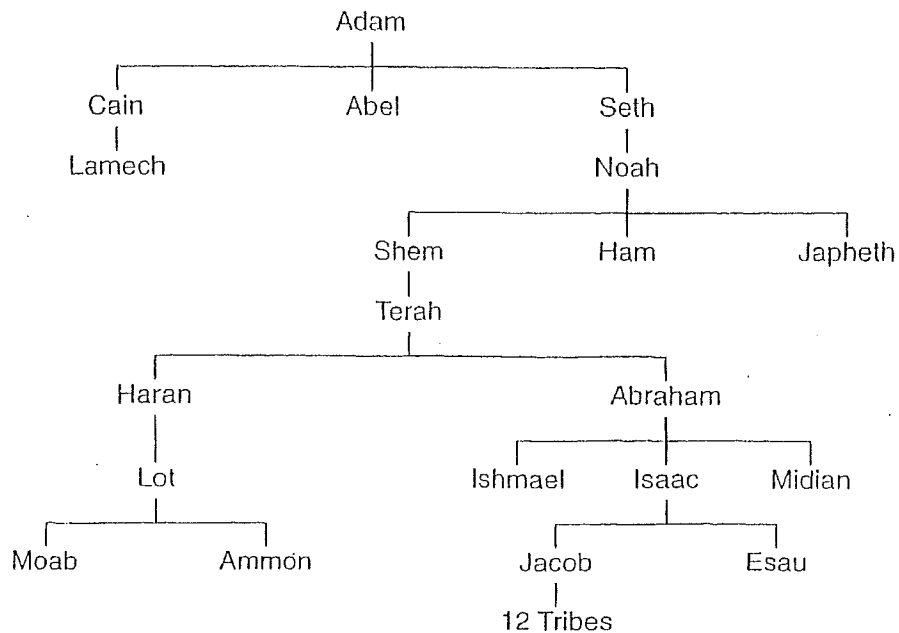 Adam
Cain Abel Seth
Lamech Noah
Shem Ham Japheth
Terah
Haran Abraham
Lot Ishmael Isaac Midian
Moab Ammon Jacob Esau
12 Tribes